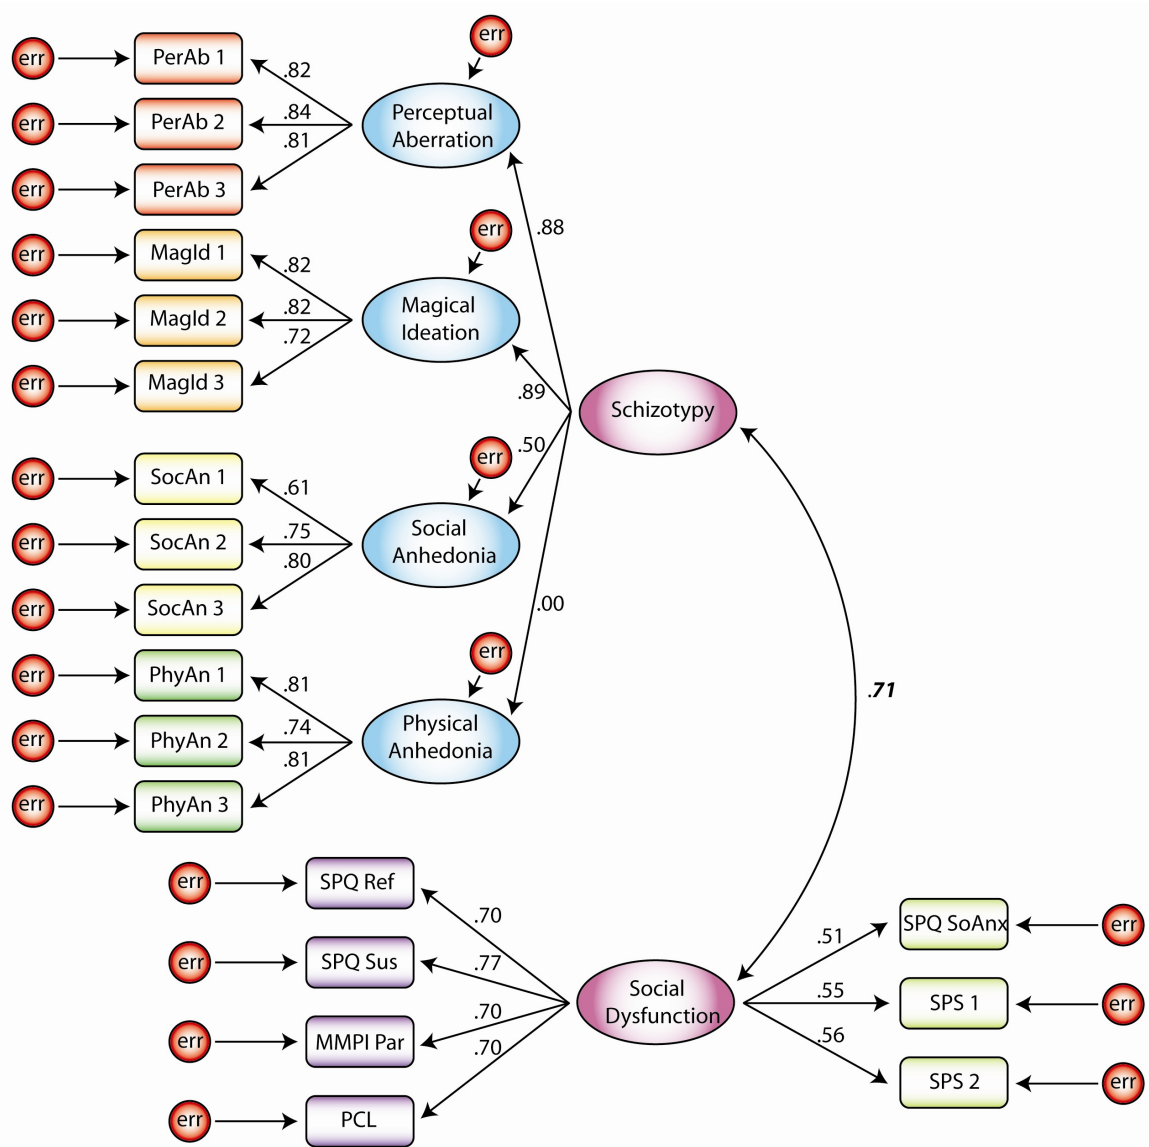 err
err
PerAb 1
.82
err
PerAb 2
.84
Perceptual
Aberration
.81
err
PerAb 3
err
MagId 1
.82
err
.88
err
MagId 2
.82
Magical
Ideation
.72
err
MagId 3
.89
Schizotypy
.50
err
err
SocAn 1
.61
err
SocAn 2
.75
Social
Anhedonia
.80
err
SocAn 3
.00
err
err
PhyAn 1
.81
.71
err
PhyAn 2
.74
Physical
Anhedonia
.81
err
PhyAn 3
err
SPQ Ref
.70
err
SPQ Sus
.77
err
MMPI Par
.70
.70
err
PCL
Social
Dysfunction
.51
SPQ SoAnx
err
.55
SPS 1
err
.56
SPS 2
err